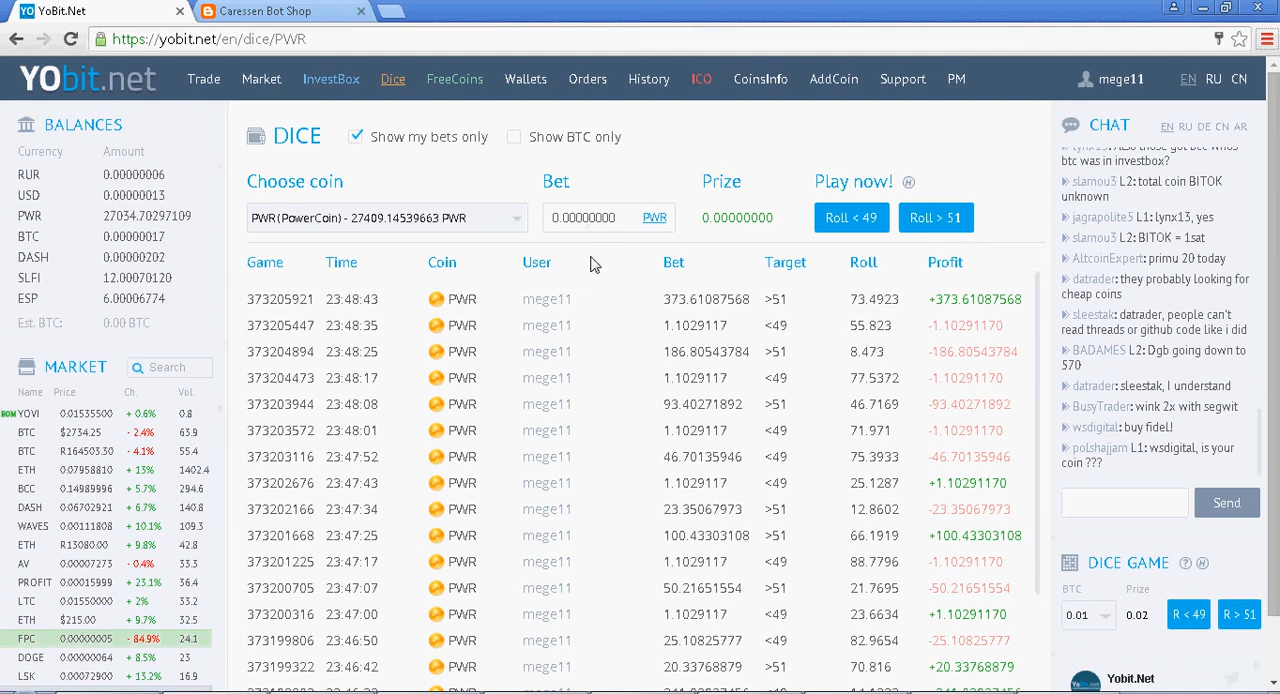 YoBit.Net
Caressen Bot Shop
https://yobit.net/en/dice/PWR
YObit.net
Trade Market InvestBox Dice FreeCoins Wallets Orders History ICO CoinsInfo AddCoin Support PM
mege11
EN RU CN
BALANCES
Currency Amount
RUR 0.00000006
USD 0.00000013
PWR 27034.70297109
BTC 0.00000017
DASH 0.00000202
SLFI 12.00070120
ESP 6.00006774
Est. BTC: 0.00 BTC
MARKET Search
Name Price Ch. Vol.
YOVI 0.01535500 + 0.6% 0.8
BTC $2734.25 - 2.4% 63.9
BTC R164503.30 - 4.1% 55.4
ETH 0.07958810 + 13% 1402.4
BCC 0.14989996 + 5.7% 294.6
DASH 0.06702921 + 6.7% 140.8
WAVES 0.00111808 + 10.1% 109.3
ETH R13080.00 + 9.8% 42.8
AV 0.00007273 - 0.4% 33.3
PROFIT 0.00015999 + 23.1% 36.4
LTC 0.01550000 + 2% 33.2
ETH $215.00 + 9.7% 32.5
FPC 0.00000005 - 84.9% 24.1
DOGE 0.00000064 + 8.5% 23
LSK 0.00072900 + 13.2% 16.9
DICE Show my bets only Show BTC only
Choose coin Bet Prize Play now!
PWR (PowerCoin) - 27409.14539663 PWR 0.00000000 PWR 0.00000000 Roll < 49 Roll > 51
Game Time Coin User Bet Target Roll Profit
373205921 23:48:43 PWR mege11 373.61087568 >51 73.4923 +373.61087568
373205447 23:48:35 PWR mege11 1.1029117 <49 55.823 -1.10291170
373204894 23:48:25 PWR mege11 186.80543784 >51 8.473 -186.80543784
373204473 23:48:17 PWR mege11 1.1029117 <49 77.5372 -1.10291170
373203944 23:48:08 PWR mege11 93.40271892 >51 46.7169 -93.40271892
373203572 23:48:01 PWR mege11 1.1029117 <49 71.971 -1.10291170
373203116 23:47:52 PWR mege11 46.70135946 <49 75.3933 -46.70135946
373202676 23:47:43 PWR mege11 1.1029117 <49 25.1287 +1.10291170
373202166 23:47:34 PWR mege11 23.35067973 >51 12.8602 -23.35067973
373201668 23:47:25 PWR mege11 100.43303108 >51 66.1919 +100.43303108
373201225 23:47:17 PWR mege11 1.1029117 <49 88.7796 -1.10291170
373200705 23:47:07 PWR mege11 50.21651554 >51 21.7695 -50.21651554
373200314 23:47:00 PWR mege11 1.1029117 <49 23.6634 +1.10291170
373199806 23:46:50 PWR mege11 25.10825777 <49 82.9654 -25.10825777
373199322 23:46:42 PWR mege11 20.33768879 >51 70.816 +20.33768879
CHAT EN RU DE CN AR
btc was in investbox?
slamou3 L2: total coin BITOK
unknown
jagrapolite5 L1: lynx13, yes
slamou3 L2: BITOK = 1sat
AltcoinExpert: primu 20 today
datrader: they probably looking for
cheap coins
sleestak: datrader, people can't
read threads or github code like i did
BADAMES L2: Dgb going down to
570
datrader: sleestak, I understand
BusyTrader: wink 2x with segwit
wsdigital: buy fidel!
polshajjam L1: wsdigital, is your
coin ???
Send
DICE GAME
BTC Prize
0.01 0.02 R < 49 R > 51
Yobit.Net